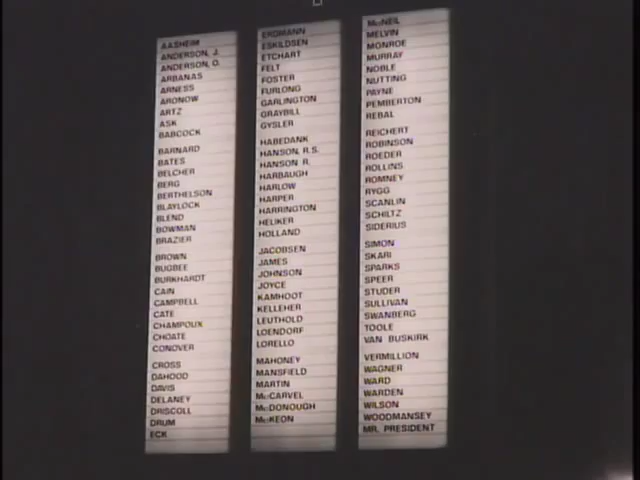 AASHEIM
ANDERSON, J.
ANDERSON, O.
ARBANAS
ARNESS
ARONOW
ARTZ
ASK
BABCOCK
BARNARD
BATES
BELCHER
BERG
BERTHELSON
BLAYLOCK
BLEND
BOWMAN
BRAZIER
BROWN
BUGBEE
BURKHARDT
CAIN
CAMPBELL
CATE
CHAMPOUX
CHOATE
CONOVER
CROSS
DAHOOD
DAVIS
DELANEY
DRISCOLL
DRUM
ECK
ERDMANN
ESKILDSEN
ETCHART
FELT
FOSTER
FURLONG
GARLINGTON
GRAYBILL
GYSLER
HABEDANK
HANSON, R.S.
HANSON R.
HARBAUGH
HARLOW
HARPER
HARRINGTON
HELIKER
HOLLAND
JACOBSEN
JAMES
JOHNSON
JOYCE
KAMHOOT
KELLEHER
LEUTHOLD
LOENDORF
LORELLO
MAHONEY
MANSFIELD
MARTIN
McCARVEL
McDONOUGH
McKEON
McNEIL
MELVIN
MONROE
MURRAY
NOBLE
NUTTING
PAYNE
PEMBERTON
REBAL
REICHERT
ROBINSON
ROEDER
ROLLINS
ROMNEY
RYGG
SCANLIN
SCHILTZ
SIDERIUS
SIMON
SKARI
SPARKS
SPEER
STUDER
SULLIVAN
SWANBERG
TOOLE
VAN BUSKIRK
VERMILLION
WAGNER
WARD
WARDEN
WILSON
WOODMANSEY
MR. PRESIDENT